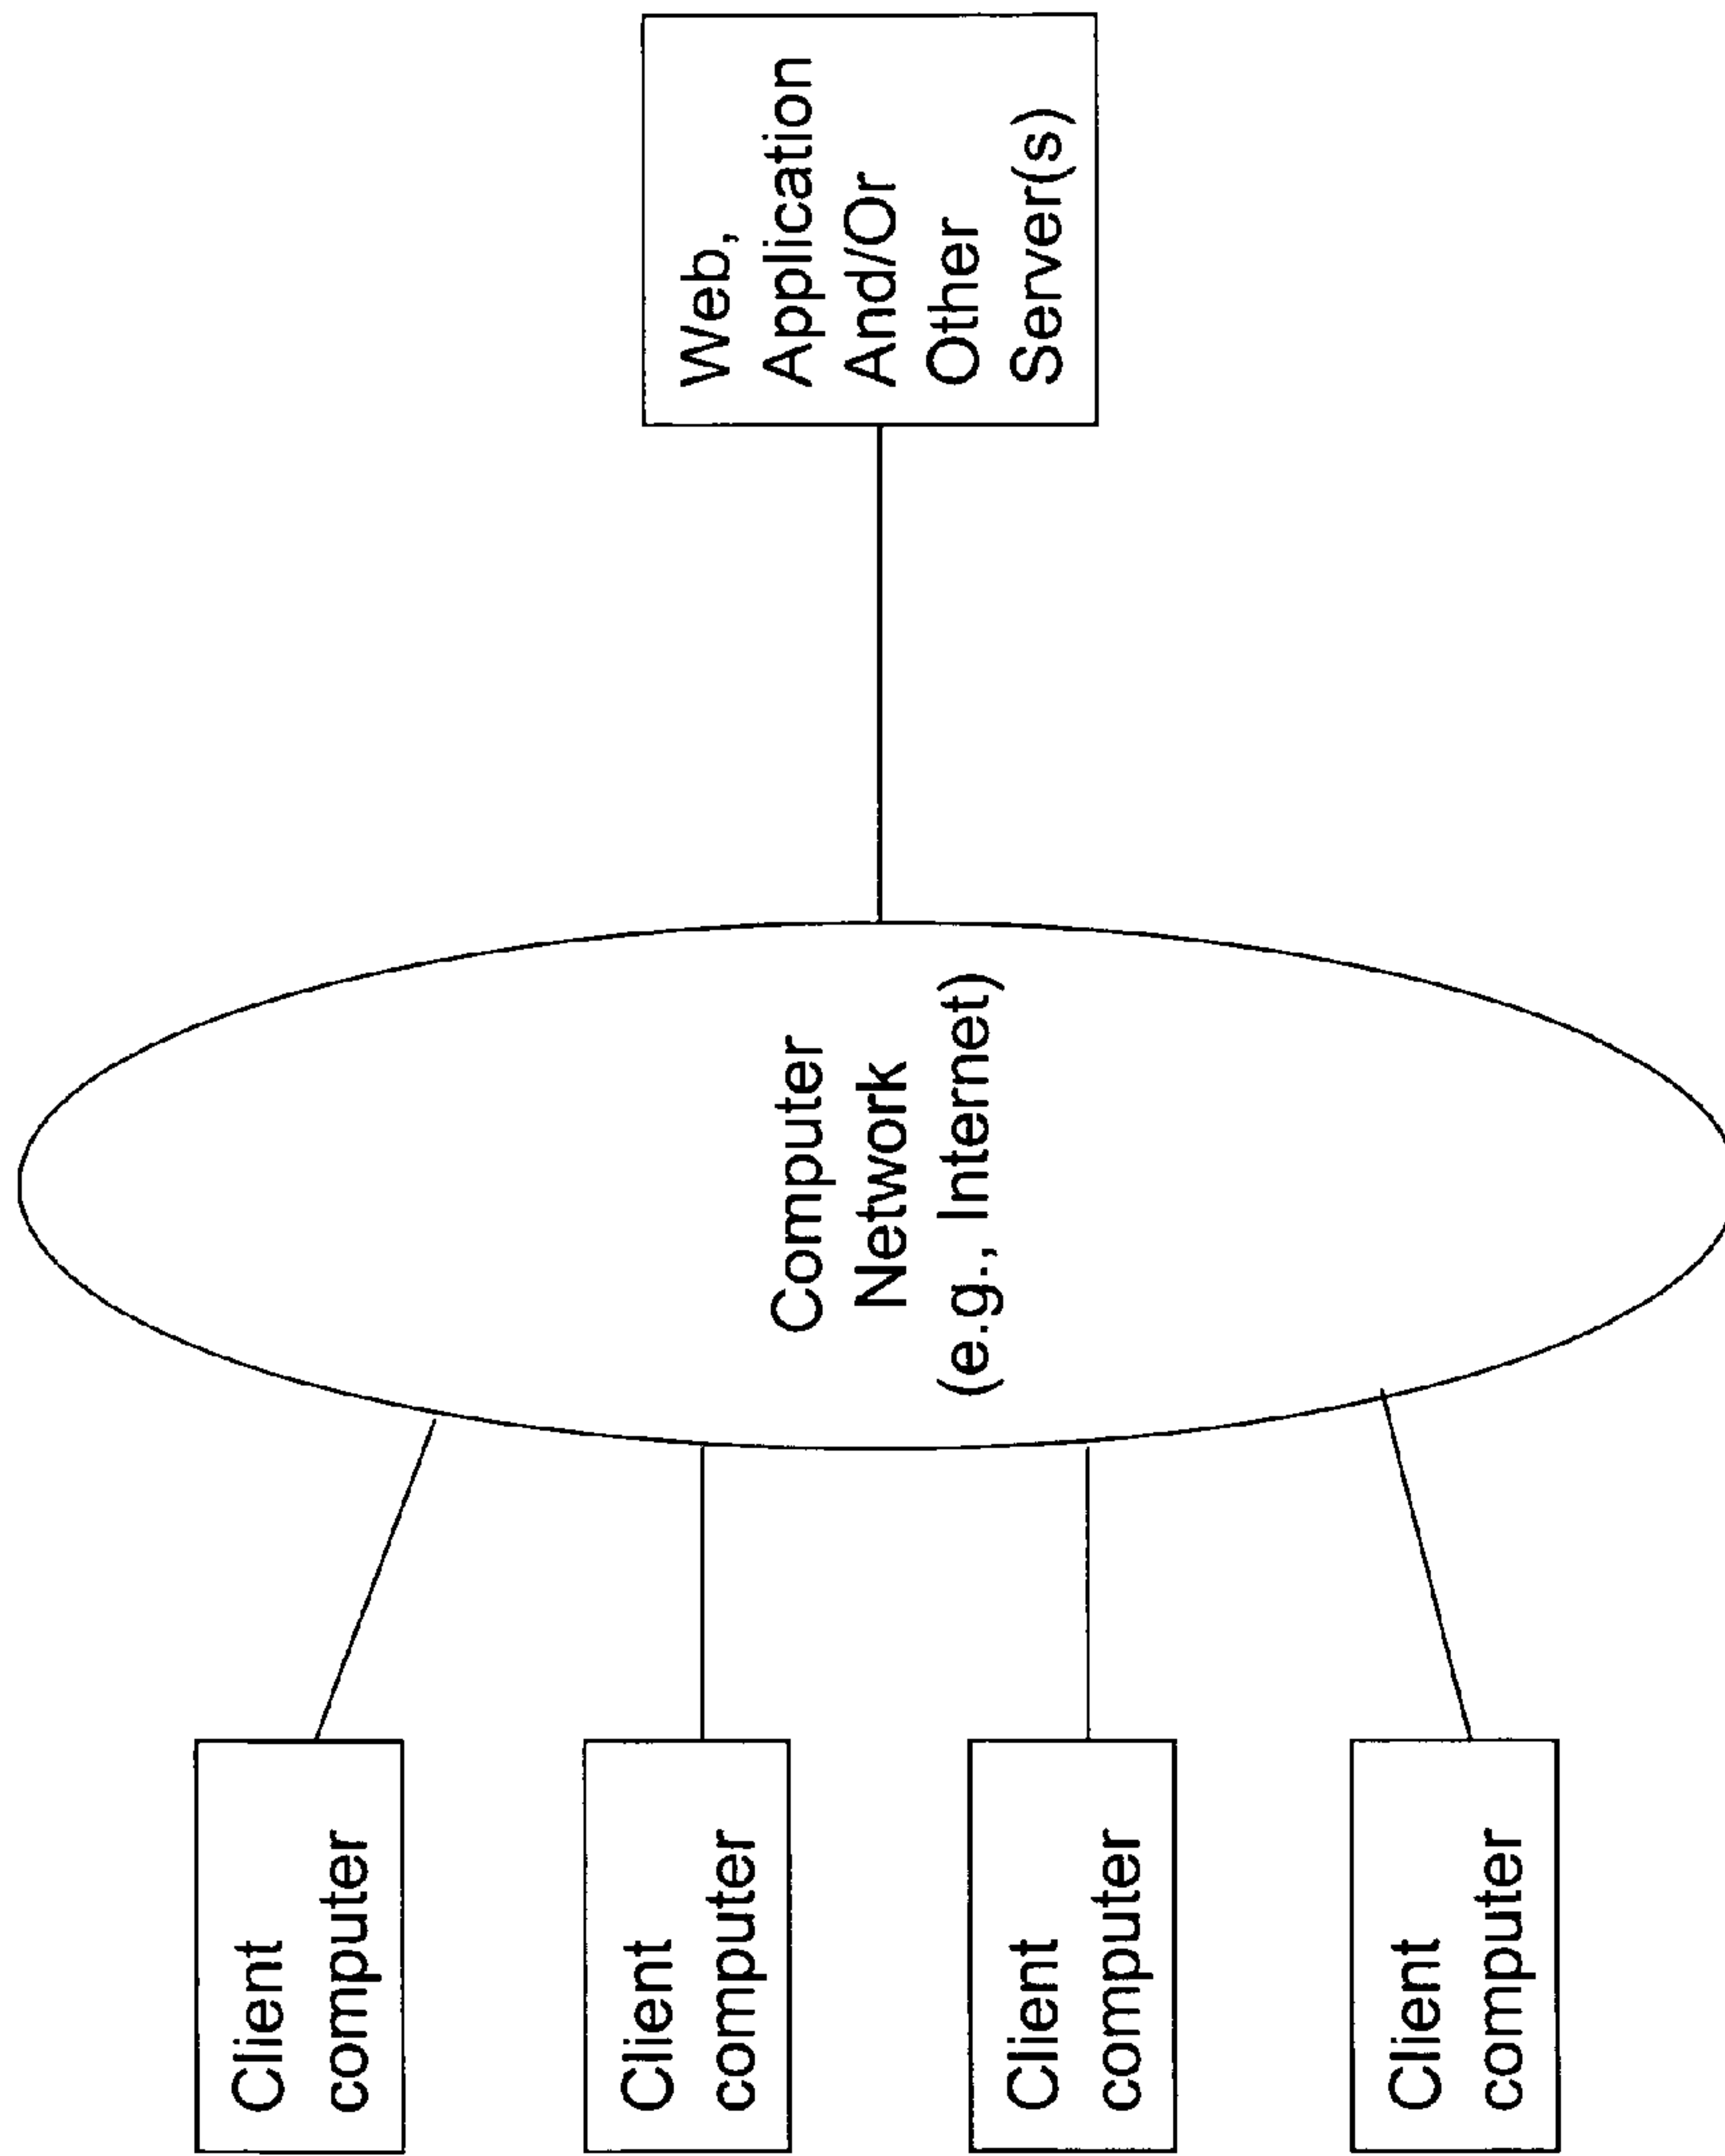 Client
computer
Client
computer
Client
computer
Client
computer
Computer
Network
(e.g., Internet)
Web,
Application
And/Or
Other
Server(s)